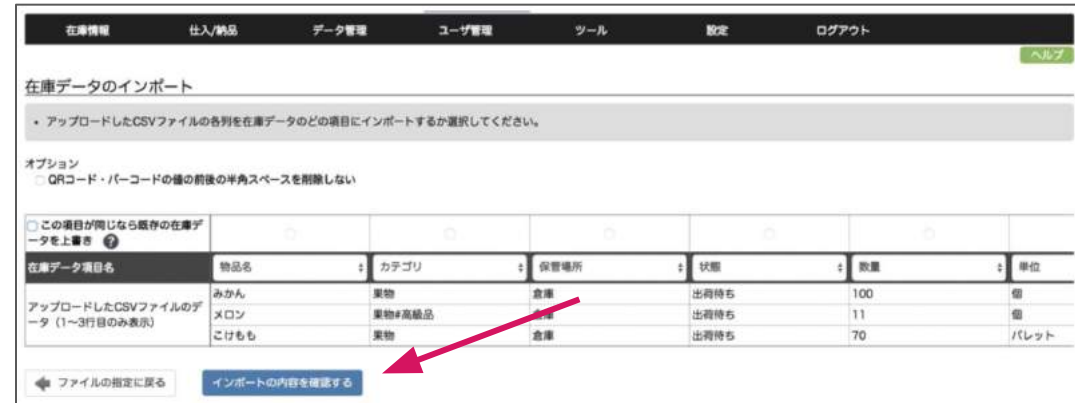 在庫情報 仕入/納品 データ管理 ユーザ管理 ツール 設定 ログアウト
ヘルプ
在庫データのインポート
• アップロードしたCSVファイルの各列を在庫データのどの項目にインポートするか選択してください。
オプション
QRコード・バーコードの値の前後の半角スペースを削除しない
この項目が同じなら既存の在庫デ
ータを上書き ?
在庫データ項目名 物品名 カテゴリ 保管場所 状態 数量 単位
アップロードしたCSVファイルのデ
ータ（1〜3行目のみ表示）
みかん 果物 倉庫 出荷待ち 100 個
メロン 果物#高級品 倉庫 出荷待ち 11 個
こけもも 果物 倉庫 出荷待ち 70 パレット
ファイルの指定に戻る インポートの内容を確認する